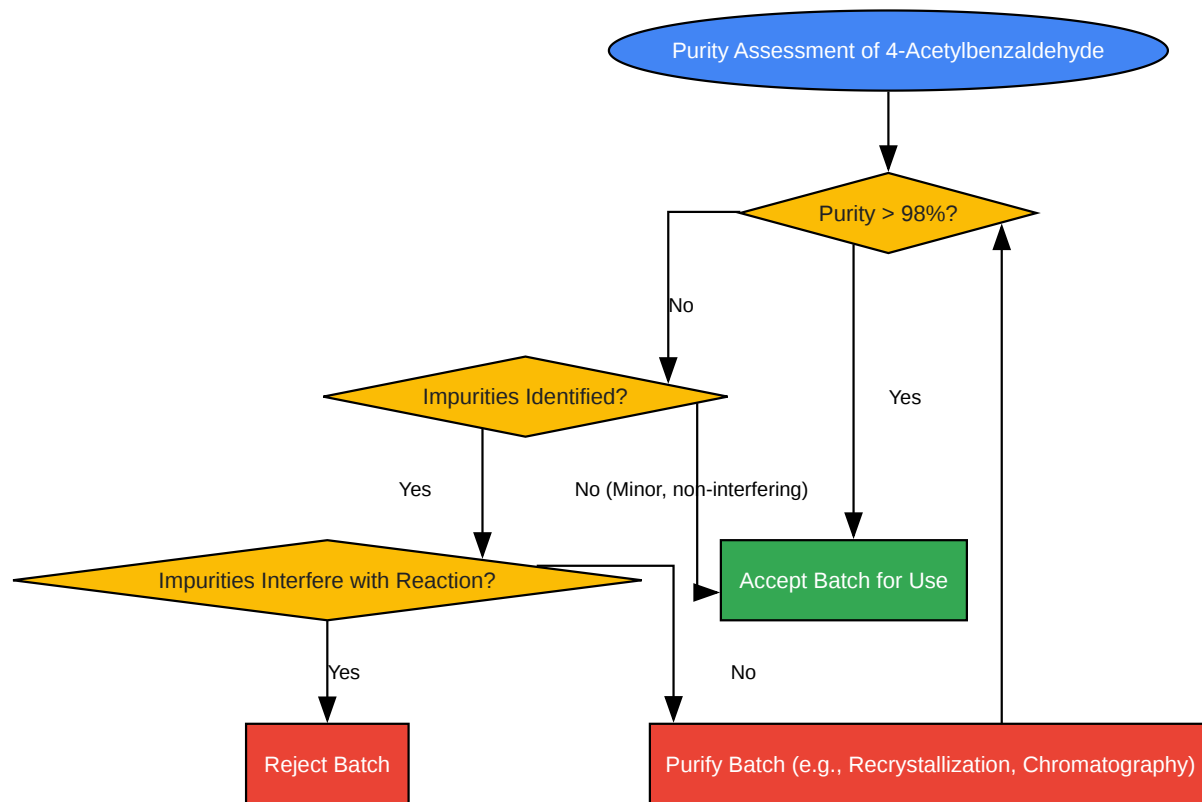 Purity Assessment of 4-Acetylbenzaldehyde
Purity > 98%?
No
Impurities Identified?
Yes
Yes
No (Minor, non-interfering)
Impurities Interfere with Reaction?
Accept Batch for Use
Yes
No
Reject Batch
Purify Batch (e.g., Recrystallization, Chromatography)